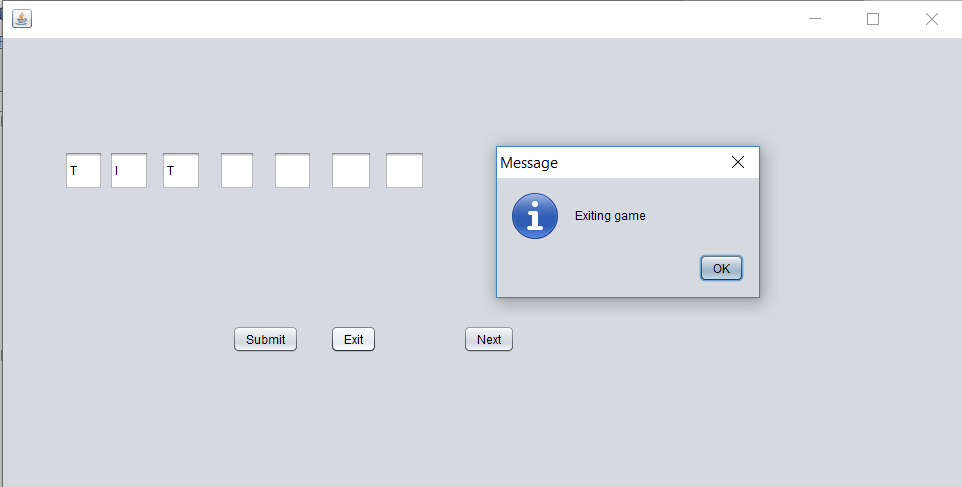 T I T
Message
Exiting game
OK
Submit Exit Next